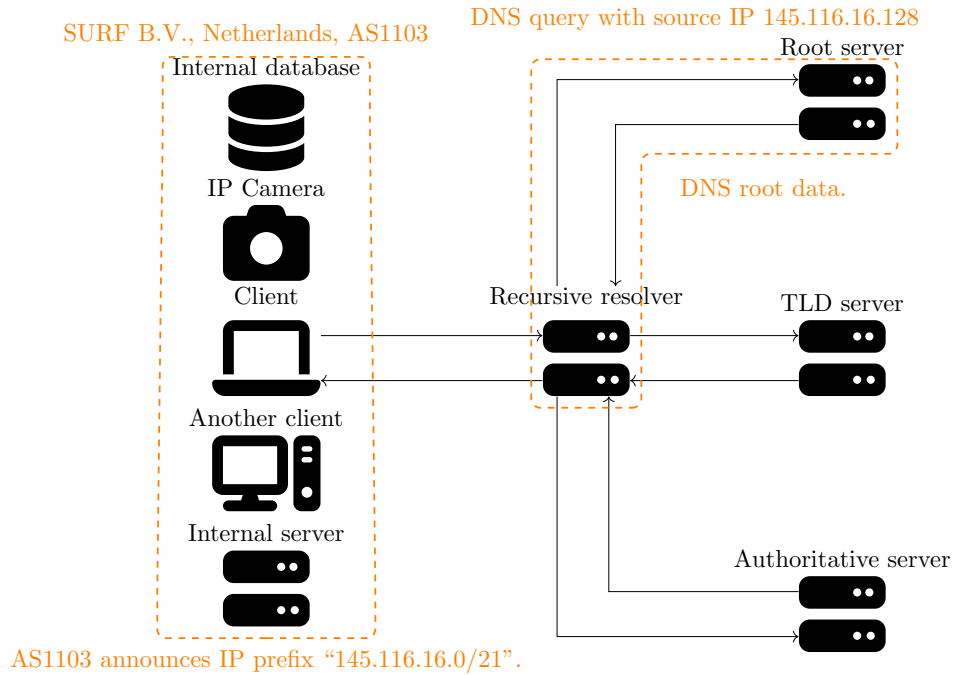 DNS query with source IP 145.116.16.128
SURF B.V., Netherlands, AS1103
Root server
Internal database
IP Camera
DNS root data.
Client
Recursive resolver
TLD server
Another client
Internal server
Authoritative server
AS1103 announces IP prefix “145.116.16.0/21”.